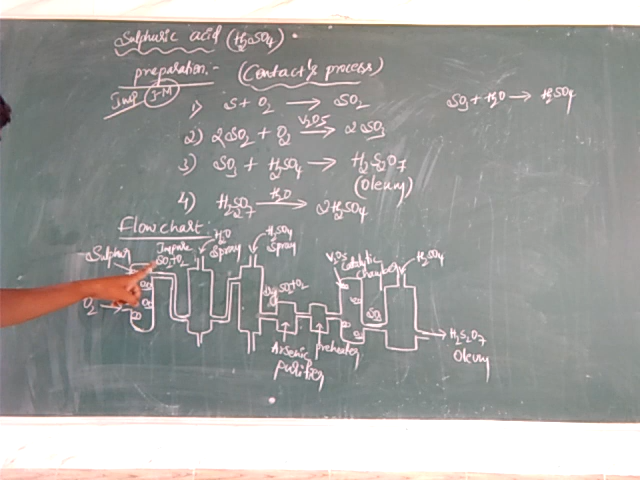 Sulphuric acid (H2SO4)
preparation:- (Contact's process)
Imp J-M
1) S + O2 → SO2
SO3 + H2O → H2SO4
2) 2SO2 + O2 V2O5 → 2SO3
3) SO3 + H2SO4 → H2S2O7
(Oleum)
4) H2S2O7 H2O → 2H2SO4
Flow chart:-
Sulphur
Impure
SO2+O2
H2O
Spray
H2SO4
Spray
V2O5
Catalytic
chamber
H2SO4
O2
dry SO2+O2
SO3
Arsenic
purifier
preheater
H2S2O7
Oleum